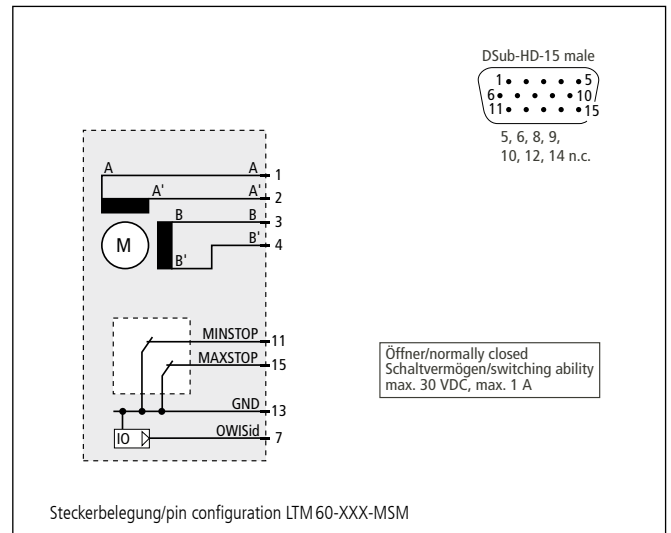 DSub-HD-15 male
1 5
6 10
11 15
5, 6, 8, 9,
10, 12, 14 n.c.
A A 1
A' A' 2
B B 3
M B' 4
B'
MINSTOP 11
MAXSTOP 15
Öffner/normally closed
Schaltvermögen/switching ability
max. 30 VDC, max. 1 A
GND 13
IO OWISid 7
Steckerbelegung/pin configuration LTM60-XXX-MSM